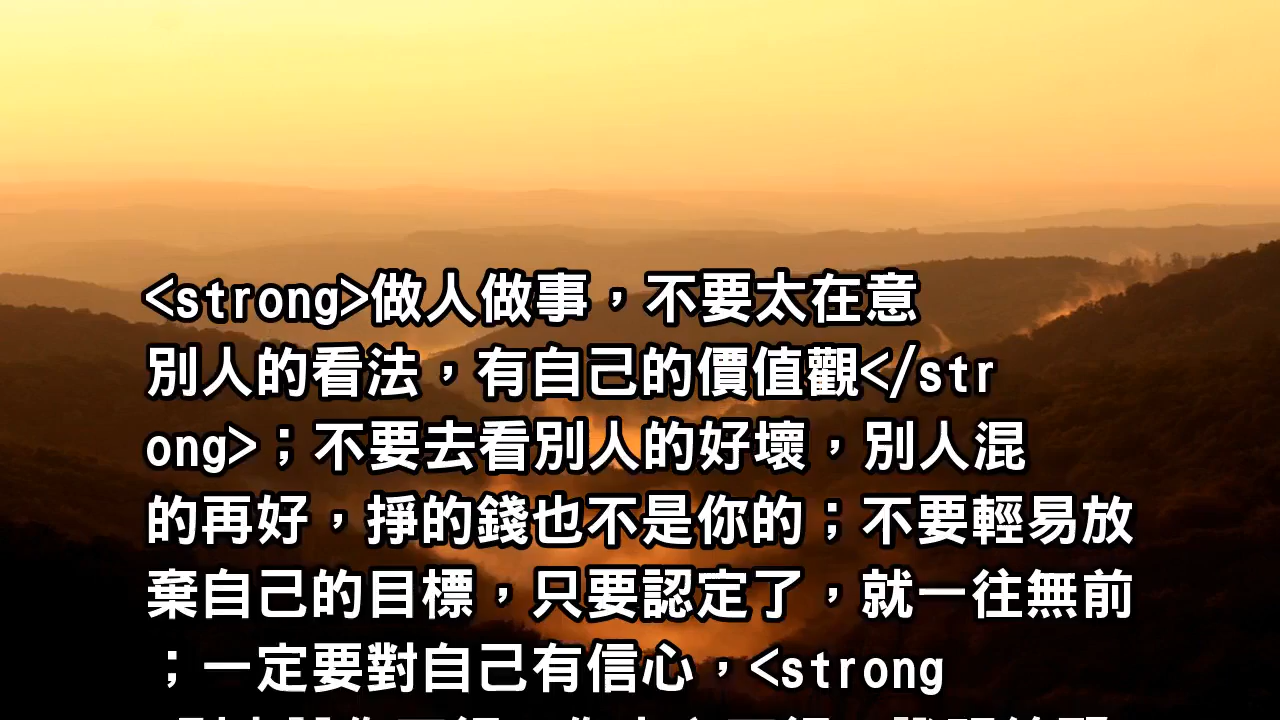 <strong>做人做事，不要太在意
別人的看法，有自己的價值觀</str
ong>；不要去看別人的好壞，別人混
的再好，掙的錢也不是你的；不要輕易放
棄自己的目標，只要認定了，就一往無前
；一定要對自己有信心，<strong